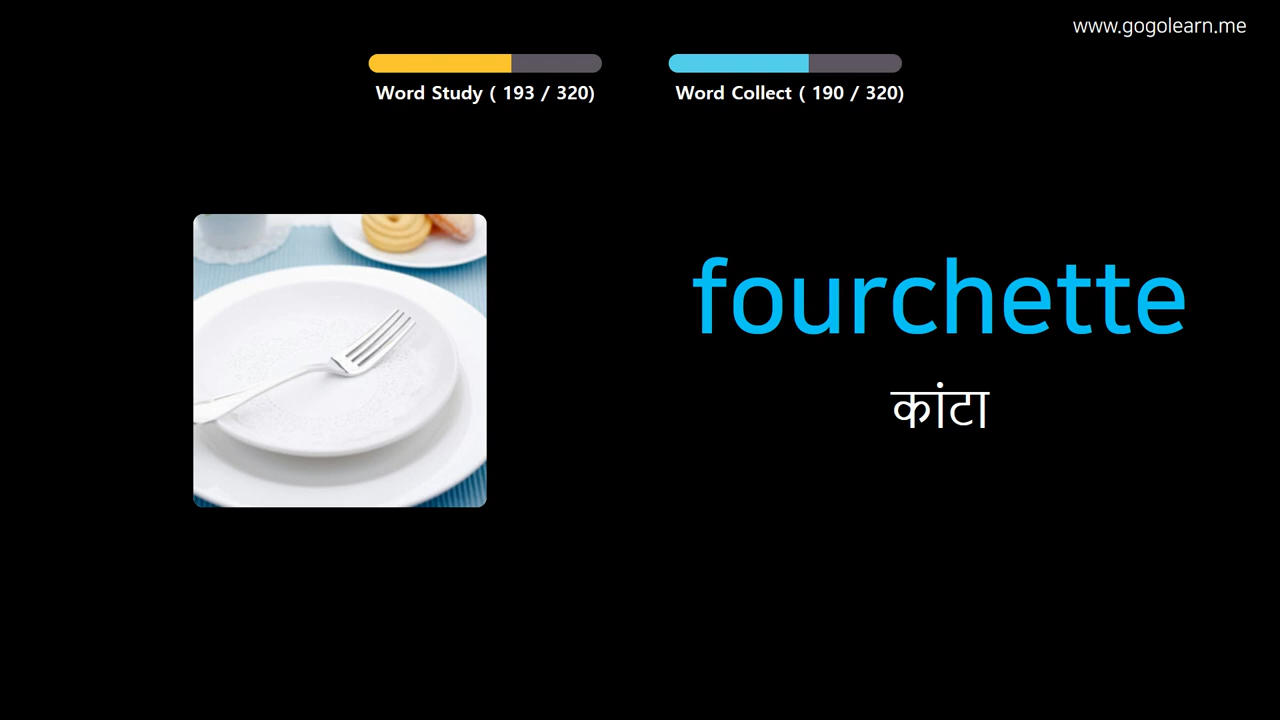 www.gogolearn.me
Word Study ( 193 / 320)
Word Collect ( 190 / 320)
fourchette
कांटा